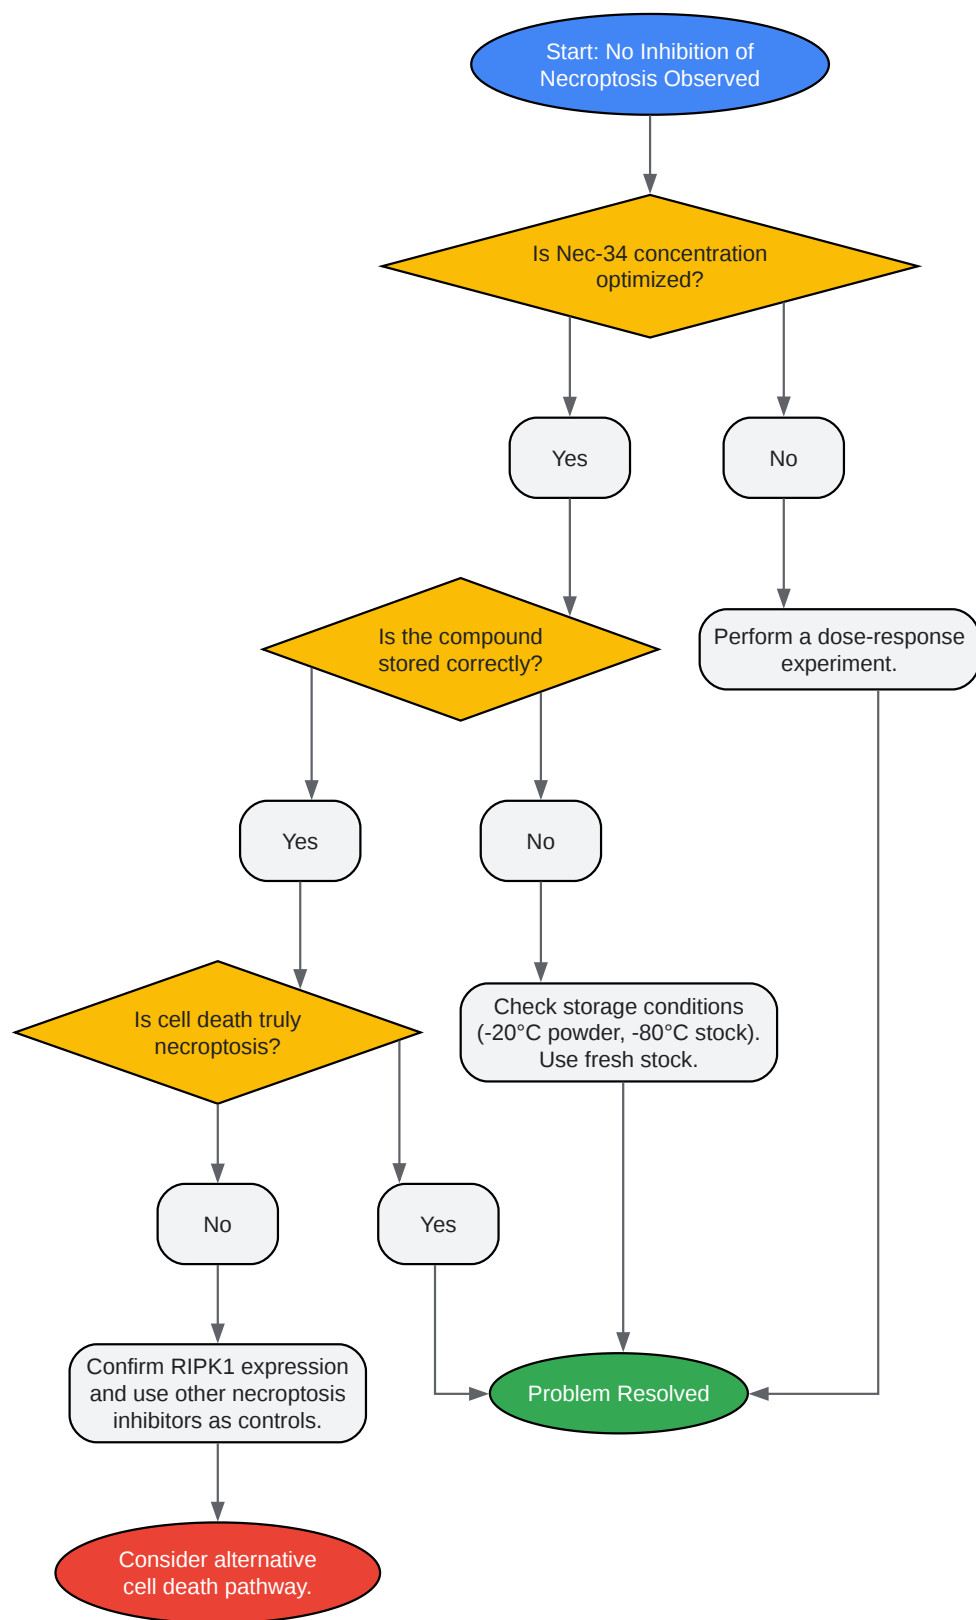 Start: No Inhibition of
Necroptosis Observed
Is Nec-34 concentration
optimized?
Yes
No
Is the compound
stored correctly?
Perform a dose-response
experiment.
Yes
No
Is cell death truly
necroptosis?
Check storage conditions
(-20°C powder, -80°C stock).
Use fresh stock.
No
Yes
Confirm RIPK1 expression
and use other necroptosis
inhibitors as controls.
Problem Resolved
Consider alternative
cell death pathway.